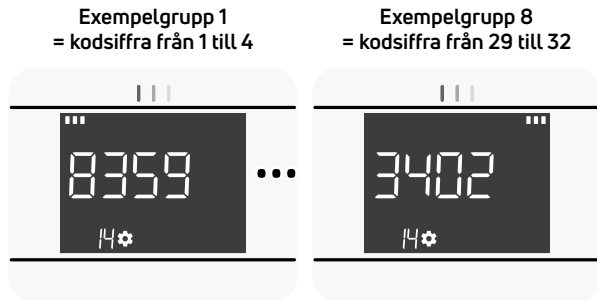 Exempelgrupp 1
= kodsiffra från 1 till 4
8359
14
Exempelgrupp 8
= kodsiffra från 29 till 32
3402
14